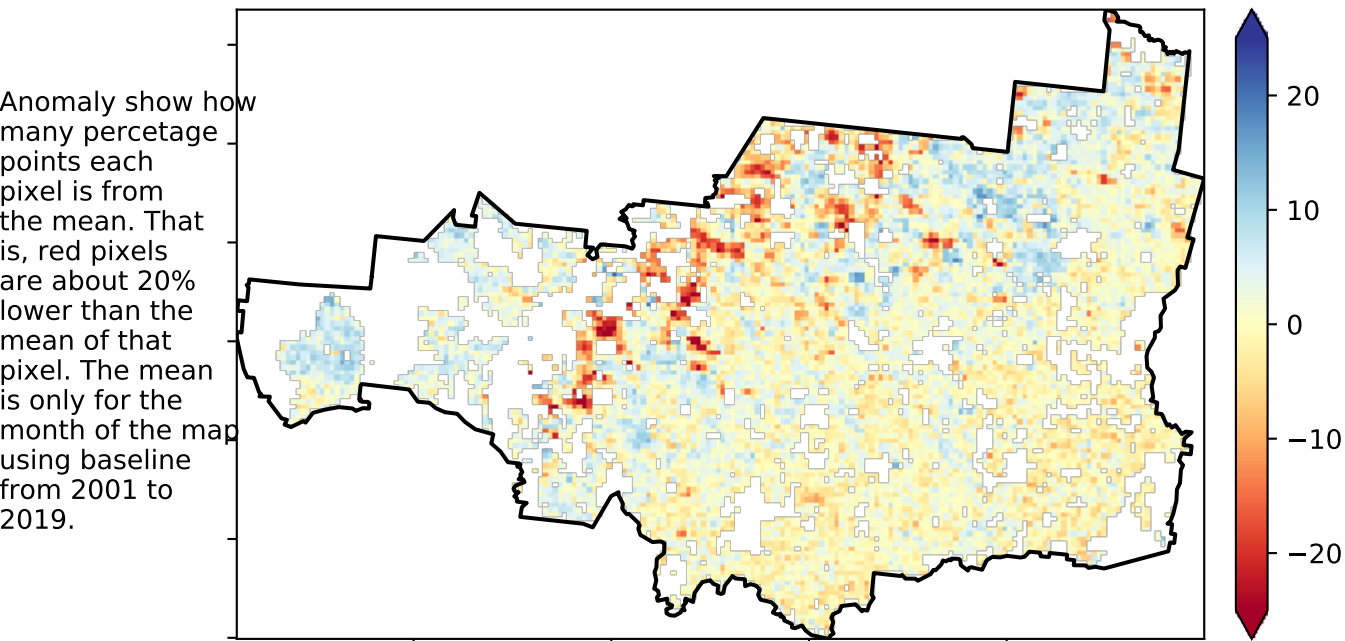 Anomaly show how
many percetage
points each
pixel is from
the mean. That
is, red pixels
are about 20%
lower than the
mean of that
pixel. The mean
is only for the
month of the map
using baseline
from 2001 to
2019.
20
10
0
−10
−20